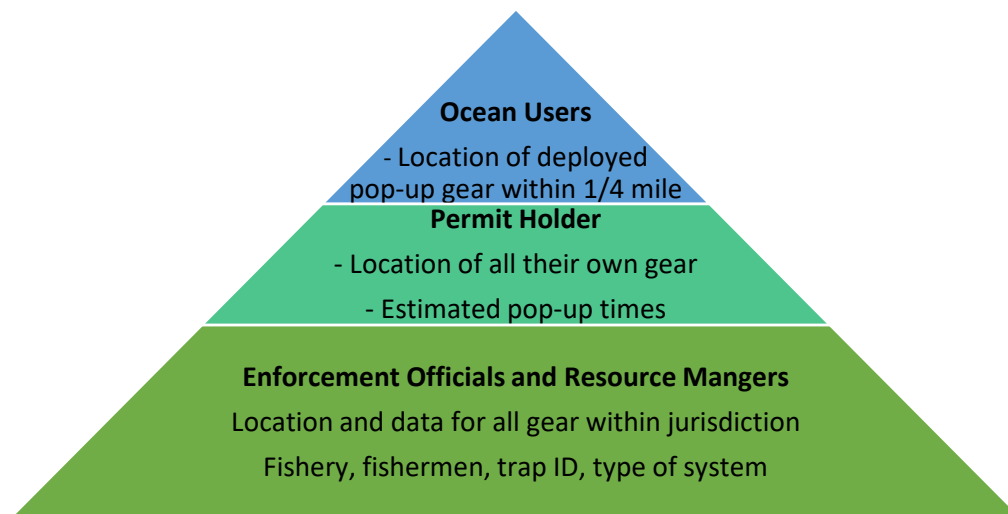 Ocean Users
- Location of deployed
pop-up gear within 1/4 mile
Permit Holder
- Location of all their own gear
- Estimated pop-up times
Enforcement Officials and Resource Mangers
Location and data for all gear within jurisdiction
Fishery, fishermen, trap ID, type of system